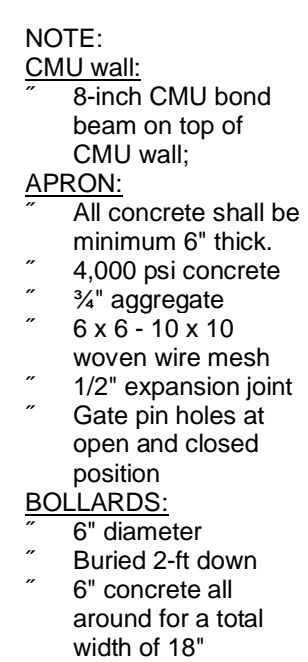 NOTE:
CMU wall:
˝ 8-inch CMU bond
beam on top of
CMU wall;
APRON:
˝ All concrete shall be
minimum 6" thick.
˝ 4,000 psi concrete
˝ ¾" aggregate
˝ 6 x 6 - 10 x 10
woven wire mesh
˝ 1/2" expansion joint
˝ Gate pin holes at
open and closed
position
BOLLARDS:
˝ 6" diameter
˝ Buried 2-ft down
˝ 6" concrete all
around for a total
width of 18"